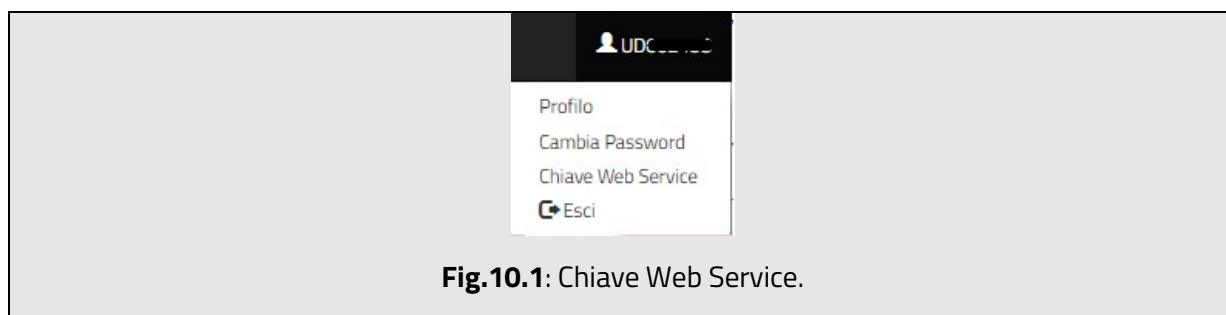 Profilo
Cambia Password
Chiave Web Service
Esci
Fig.10.1: Chiave Web Service.